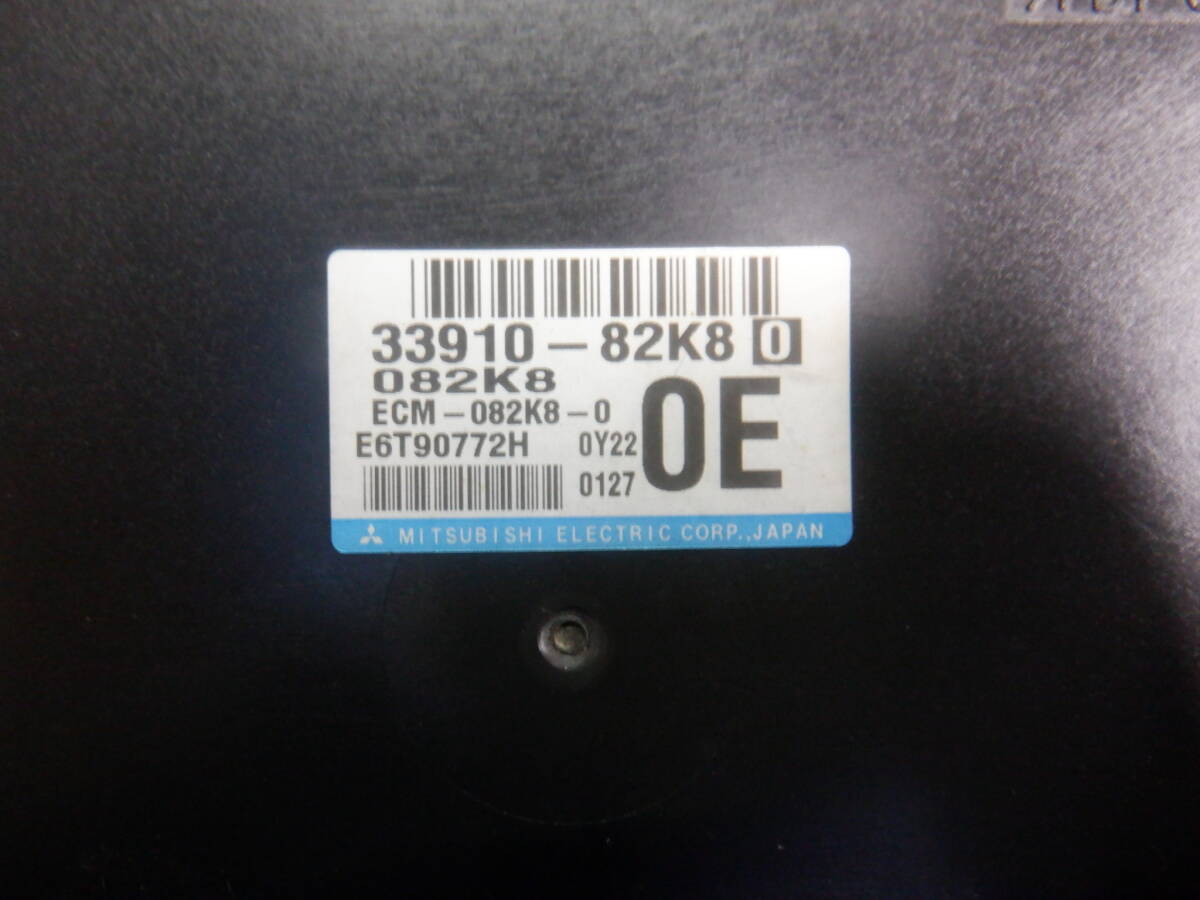 33910-82K8 0
082K8
ECM-082K8-0
0E
E6T90772H 0Y22
0127
MITSUBISHI ELECTRIC CORP.,JAPAN